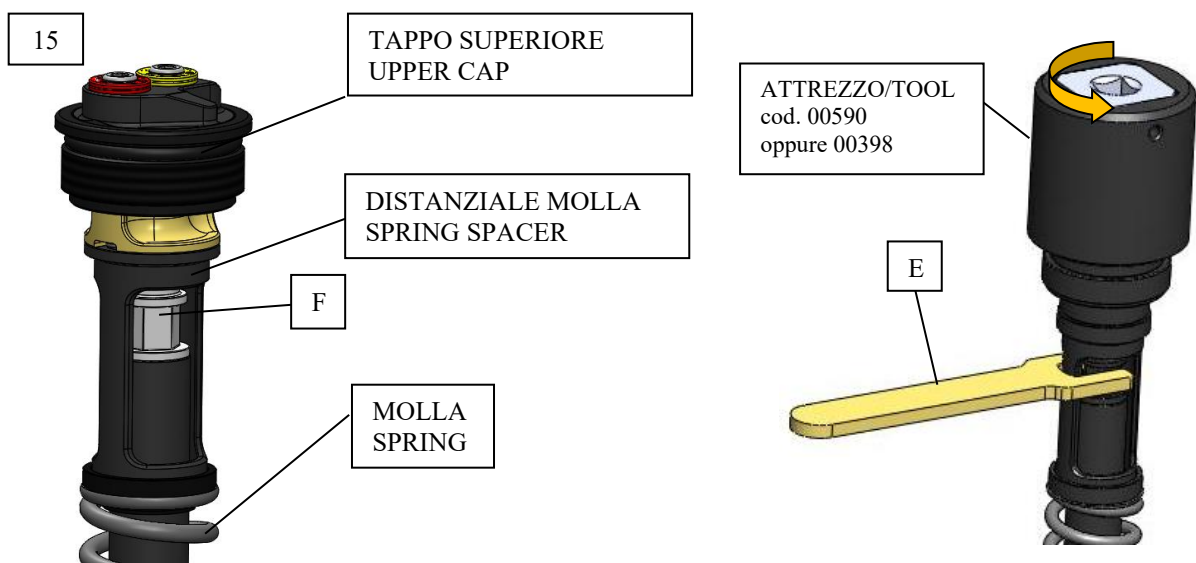 15
TAPPO SUPERIORE
UPPER CAP
DISTANZIALE MOLLA
SPRING SPACER
F
MOLLA
SPRING
ATTREZZO/TOOL
cod. 00590
oppure 00398
E